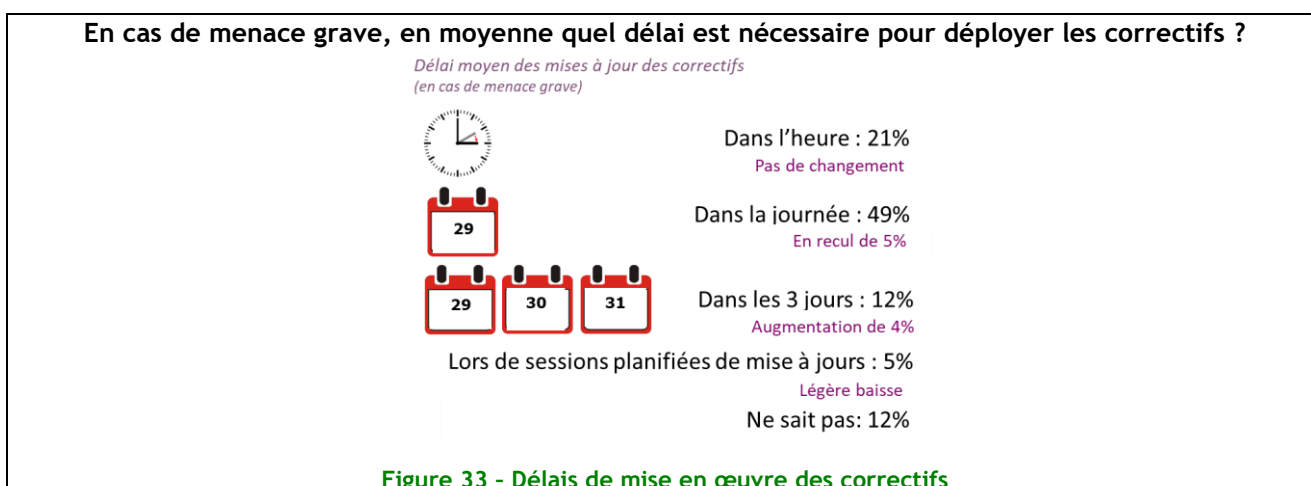 En cas de menace grave, en moyenne quel délai est nécessaire pour déployer les correctifs ?
Délai moyen des mises à jour des correctifs
(en cas de menace grave)
Dans l'heure : 21%
Pas de changement
29
Dans la journée : 49%
En recul de 5%
29 30 31
Dans les 3 jours : 12%
Augmentation de 4%
Lors de sessions planifiées de mise à jours : 5%
Légère baisse
Ne sait pas: 12%
Figure 33 - Délais de mise en œuvre des correctifs